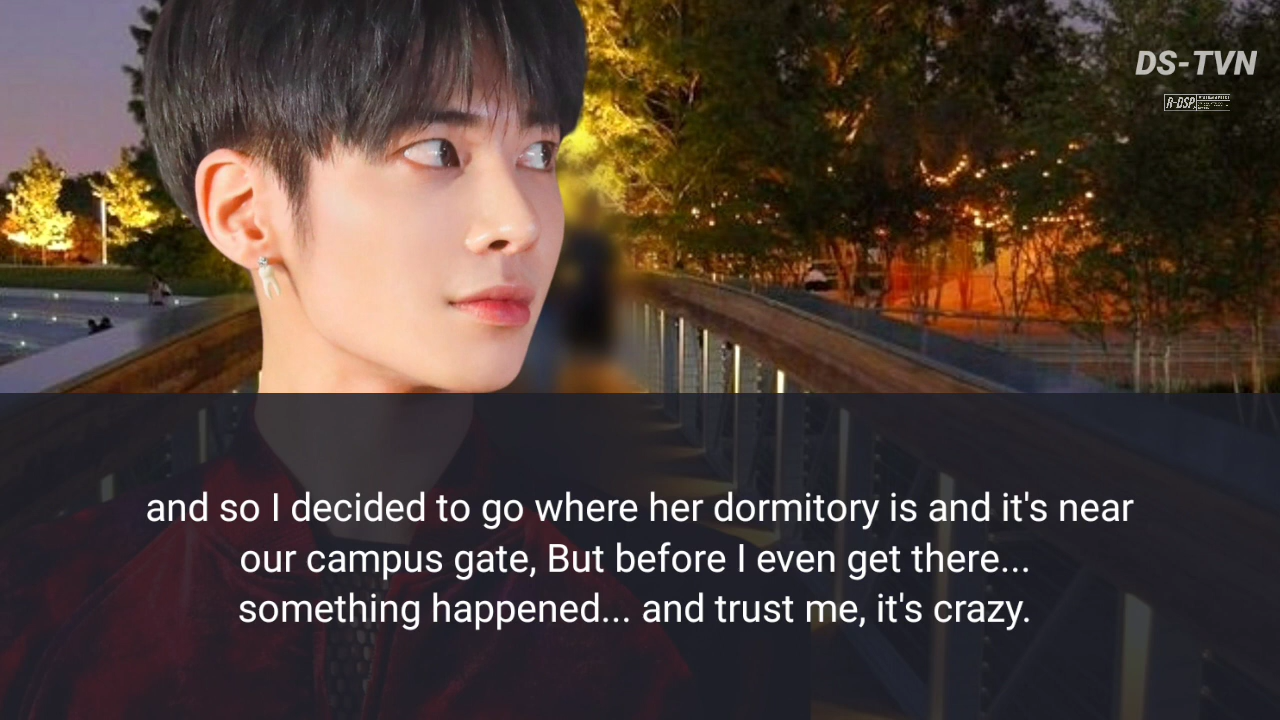 DS-TVN
R-DSP
and so I decided to go where her dormitory is and it's near
our campus gate, But before I even get there...
something happened... and trust me, it's crazy.